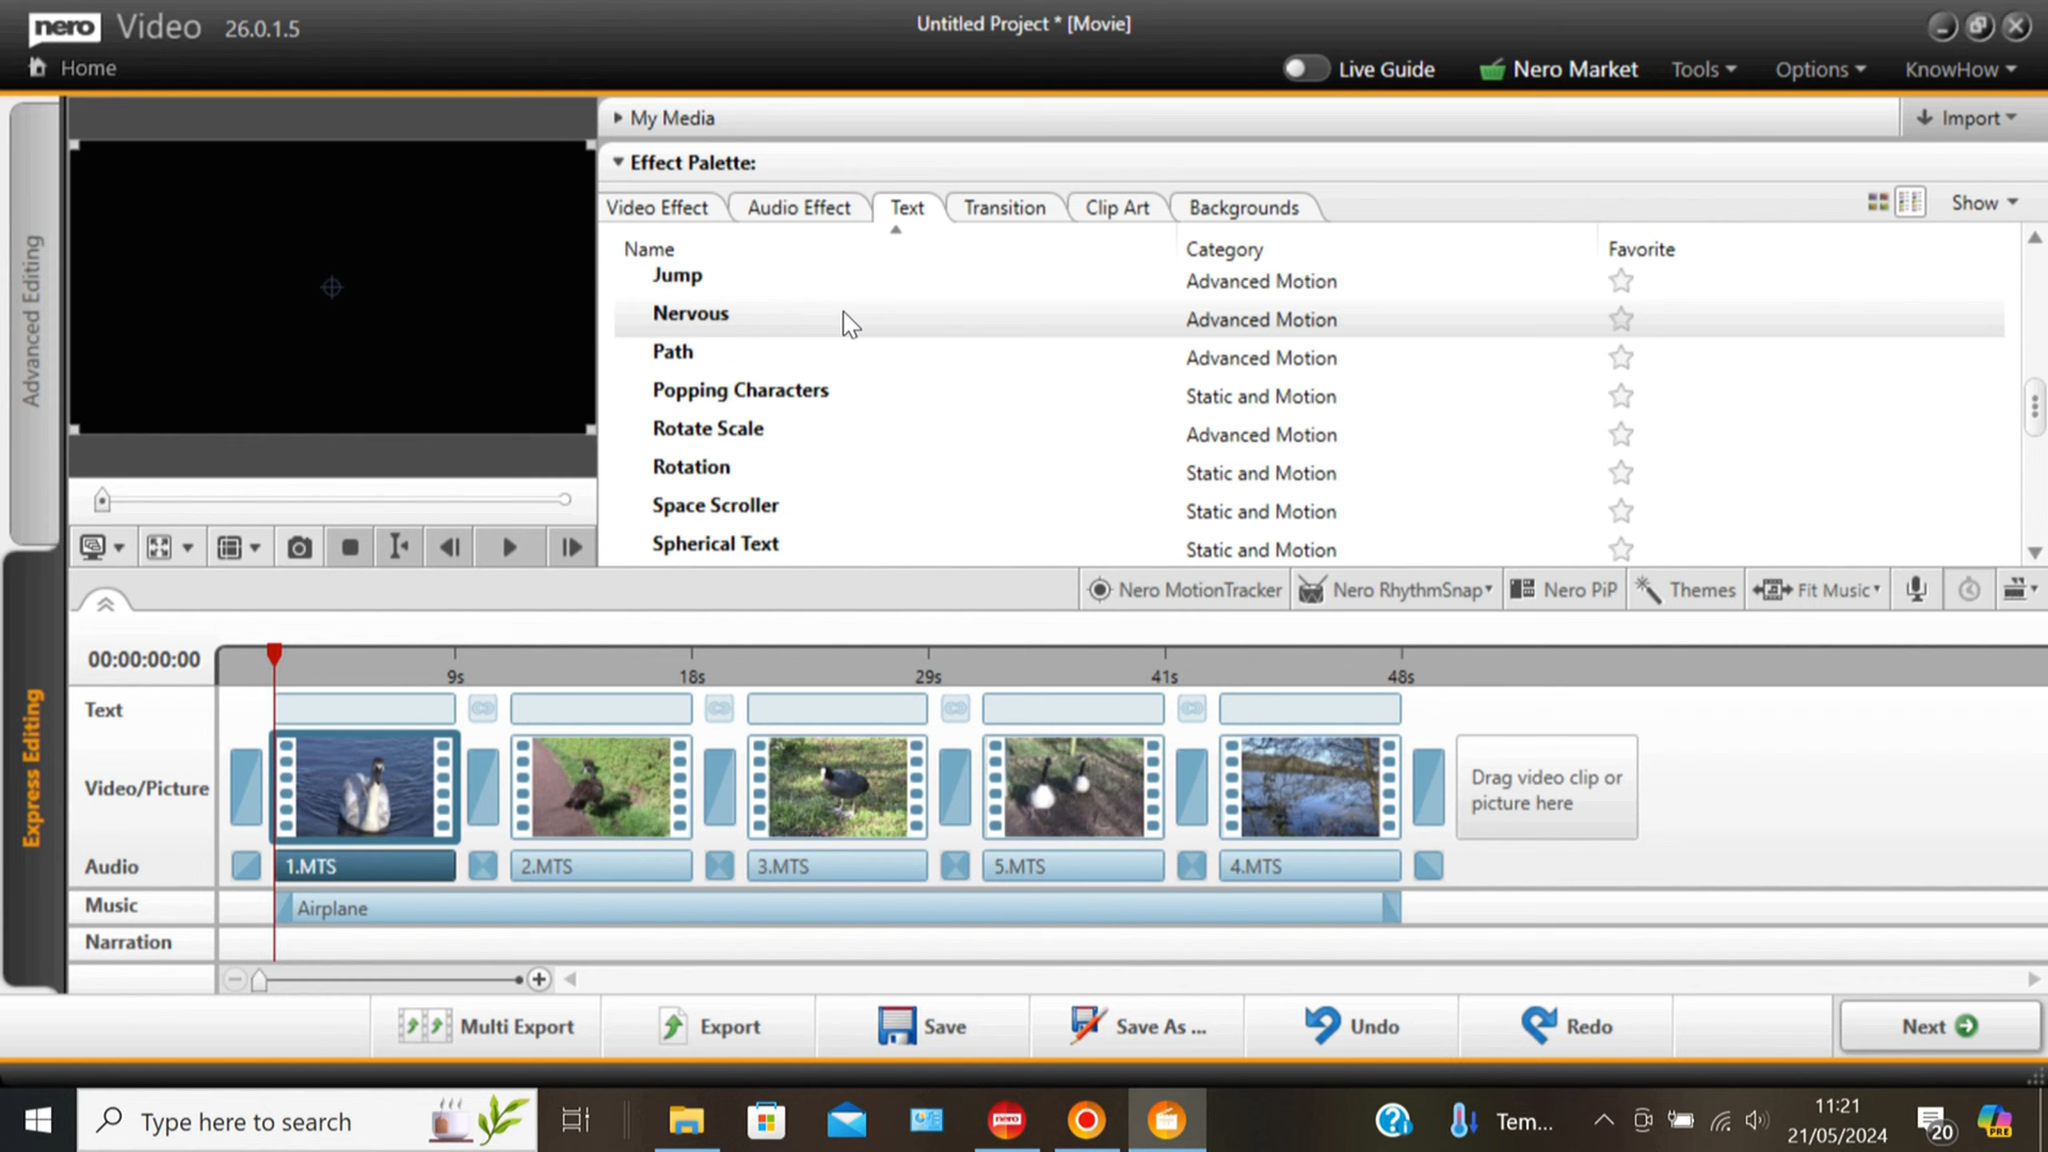 nero Video 26.0.1.5
Untitled Project * [Movie]
Home
Live Guide Nero Market Tools Options KnowHow
My Media
Import
Effect Palette:
Video Effect Audio Effect Text Transition Clip Art Backgrounds
Show
Name Category Favorite
Jump Advanced Motion
Nervous Advanced Motion
Path Advanced Motion
Popping Characters Static and Motion
Rotate Scale Advanced Motion
Rotation Static and Motion
Space Scroller Static and Motion
Spherical Text Static and Motion
Advanced Editing
Express Editing
Nero MotionTracker Nero RhythmSnap Nero PiP Themes Fit Music
00:00:00:00
9s 18s 29s 41s 48s
Text
Video/Picture
Drag video clip or
picture here
Audio 1.MTS 2.MTS 3.MTS 5.MTS 4.MTS
Music Airplane
Narration
Multi Export Export Save Save As ... Undo Redo Next
Type here to search
nero
Tem...
11:21
21/05/2024
20
PRE